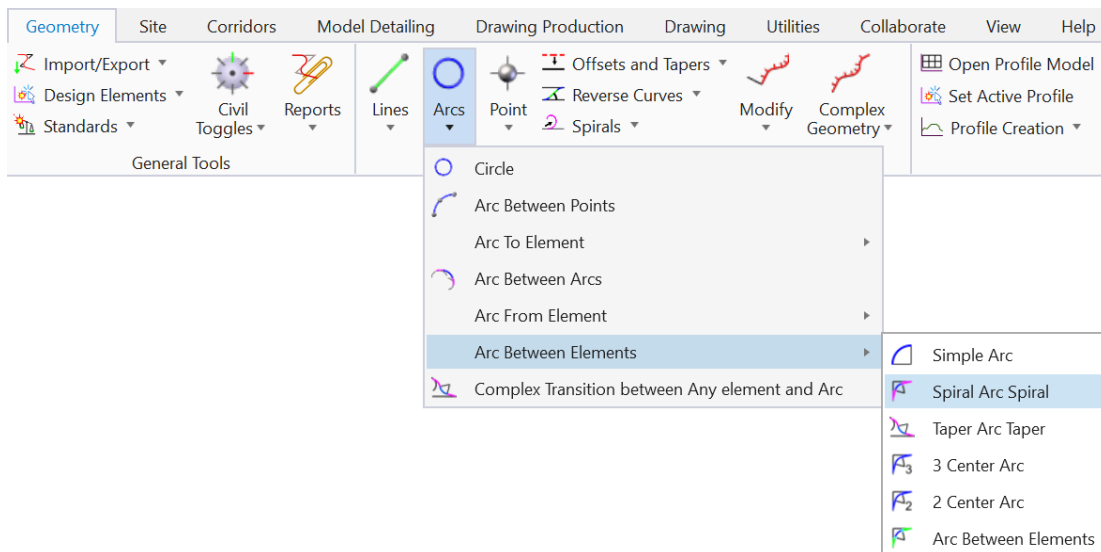 Geometry Site Corridors Model Detailing Drawing Production Drawing Utilities Collaborate View Help
Import/Export
Design Elements
Standards
Civil
Toggles
Reports
Lines
Arcs
Point
Offsets and Tapers
Reverse Curves
Spirals
Modify
Complex
Geometry
Open Profile Model
Set Active Profile
Profile Creation
General Tools
Circle
Arc Between Points
Arc To Element
Arc Between Arcs
Arc From Element
Arc Between Elements
Complex Transition between Any element and Arc
Simple Arc
Spiral Arc Spiral
Taper Arc Taper
3 Center Arc
2 Center Arc
Arc Between Elements